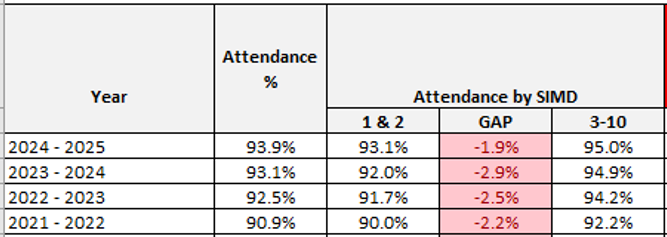 Year Attendance % Attendance by SIMD
1 & 2 GAP 3-10
2024 - 2025 93.9% 93.1% -1.9% 95.0%
2023 - 2024 93.1% 92.0% -2.9% 94.9%
2022 - 2023 92.5% 91.7% -2.5% 94.2%
2021 - 2022 90.9% 90.0% -2.2% 92.2%